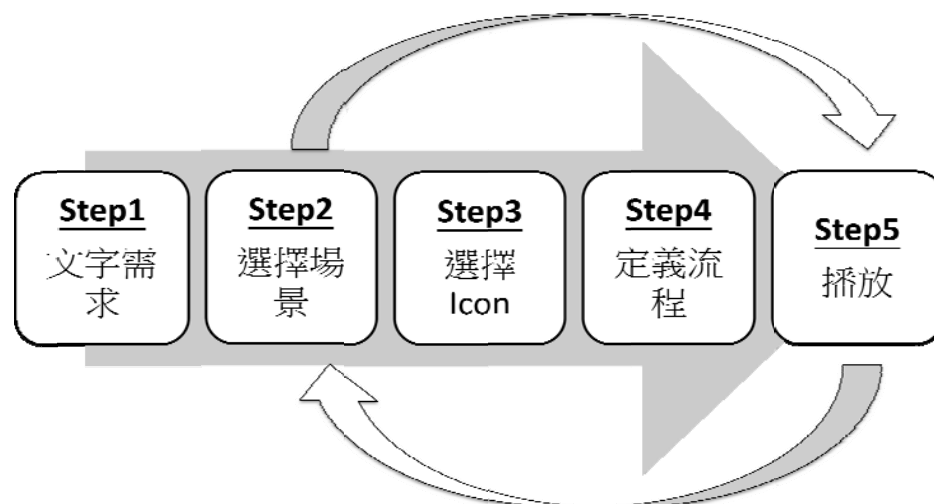 Step1
文字需
求
Step2
選擇場
景
Step3
選擇
Icon
Step4
定義流
程
Step5
播放